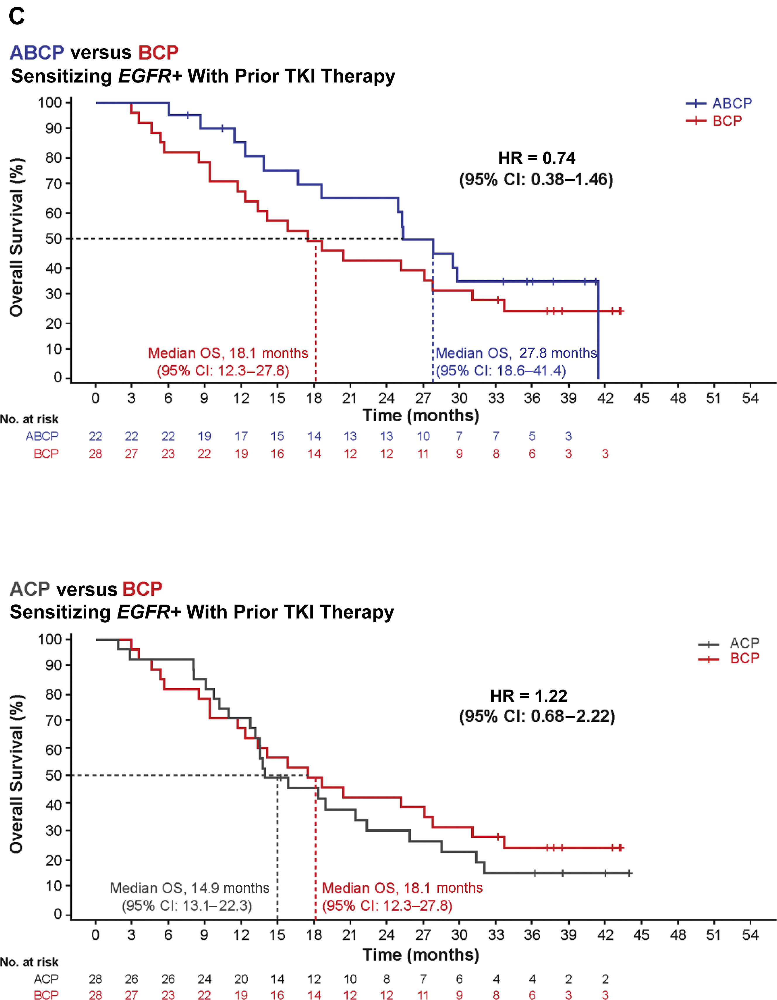 C
ABCP versus BCP
Sensitizing EGFR+ With Prior TKI Therapy
100
90
80
70
60
50
40
30
20
10
0
Overall Survival (%)
ABCP
BCP
HR = 0.74
(95% CI: 0.38–1.46)
Median OS, 18.1 months
(95% CI: 12.3–27.8)
Median OS, 27.8 months
(95% CI: 18.6–41.4)
0 3 6 9 12 15 18 21 24 27 30 33 36 39 42 45 48 51 54
Time (months)
No. at risk
ABCP 22 22 22 19 17 15 14 13 13 10 7 7 5 3
BCP 28 27 23 22 19 16 14 12 12 11 9 8 6 3 3
ACP versus BCP
Sensitizing EGFR+ With Prior TKI Therapy
100
90
80
70
60
50
40
30
20
10
0
Overall Survival (%)
ACP
BCP
HR = 1.22
(95% CI: 0.68–2.22)
Median OS, 14.9 months
(95% CI: 13.1–22.3)
Median OS, 18.1 months
(95% CI: 12.3–27.8)
0 3 6 9 12 15 18 21 24 27 30 33 36 39 42 45 48 51 54
Time (months)
No. at risk
ACP 28 26 26 24 20 14 12 10 8 7 6 4 4 2 2
BCP 28 27 23 22 19 16 14 12 12 11 9 8 6 3 3